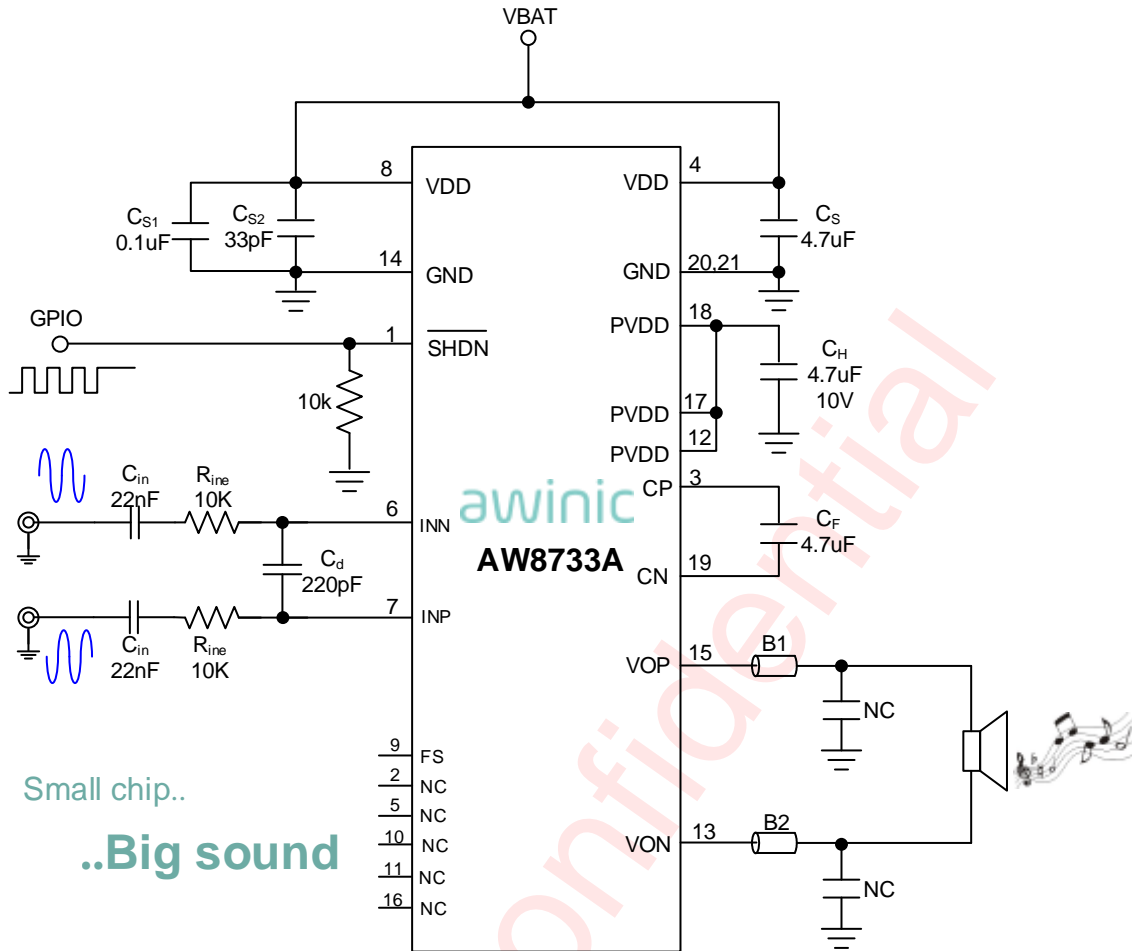 VBAT
8
VDD
VDD
4
CS1
0.1uF
CS2
33pF
CS
4.7uF
14
GND
GND
20,21
GPIO
1
SHDN
PVDD
18
CH
4.7uF
10V
10k
PVDD
17
PVDD
12
Cin
22nF
Rine
10K
6
INN
awinic
AW8733A
CP
3
CF
4.7uF
CN
19
Cd
220pF
7
INP
Cin
22nF
Rine
10K
VOP
15
B1
NC
9
FS
2
NC
5
NC
10
NC
11
NC
16
NC
Small chip..
..Big sound
VON
13
B2
NC
onfidential